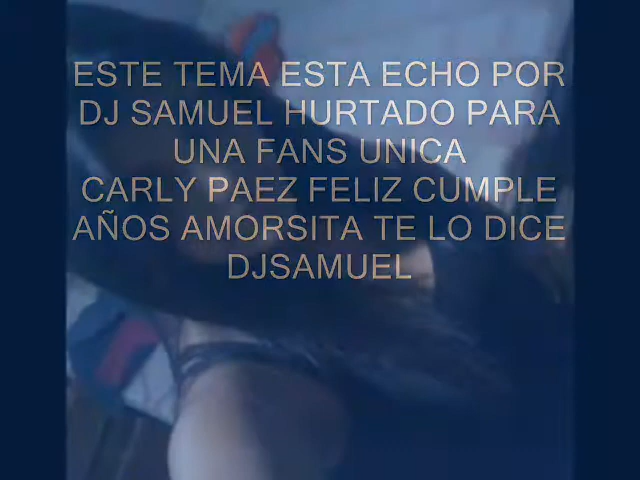 ESTE TEMA ESTA ECHO POR
DJ SAMUEL HURTADO PARA
UNA FANS UNICA
CARLY PAEZ FELIZ CUMPLE
AÑOS AMORSITA TE LO DICE
DJSAMUEL